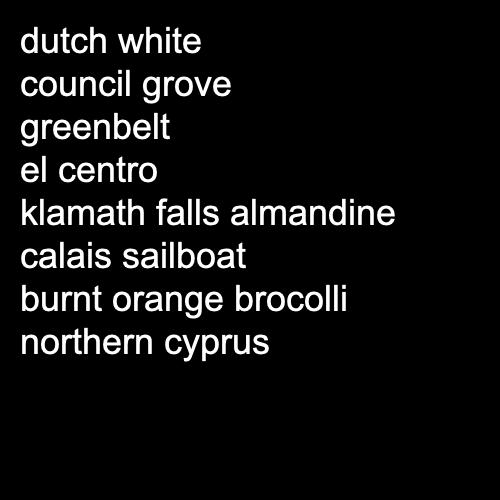 dutch white
council grove
greenbelt
el centro
klamath falls almandine
calais sailboat
burnt orange brocolli
northern cyprus